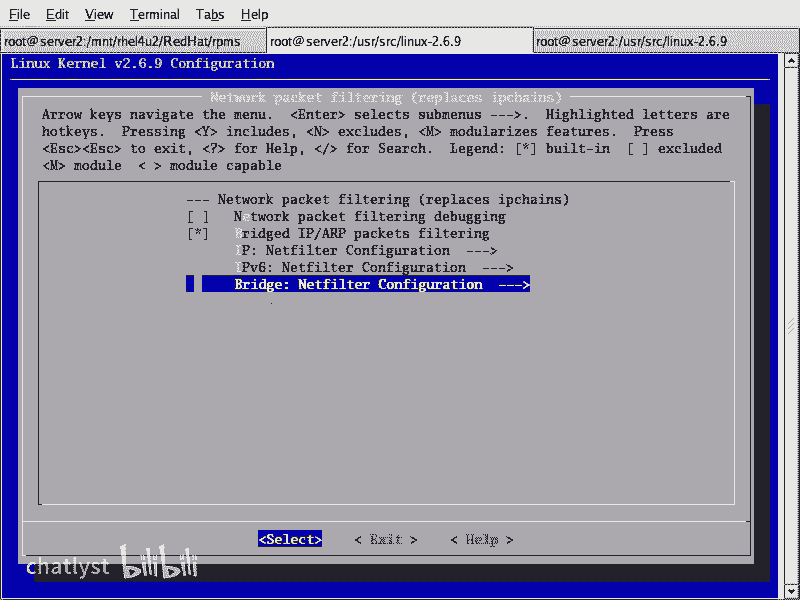 File Edit View Terminal Tabs Help
root@server2:/mnt/rhel4u2/RedHat/rpms root@server2:/usr/src/linux-2.6.9 root@server2:/usr/src/linux-2.6.9
Linux Kernel v2.6.9 Configuration
Network packet filtering (replaces ipchains)
Arrow keys navigate the menu. <Enter> selects submenus --->. Highlighted letters are
hotkeys. Pressing <Y> includes, <N> excludes, <M> modularizes features. Press
<Esc><Esc> to exit, <?> for Help, </> for Search. Legend: [*] built-in [ ] excluded
<M> module < > module capable
--- Network packet filtering (replaces ipchains)
[ ] Network packet filtering debugging
[*] Bridged IP/ARP packets filtering
IP: Netfilter Configuration --->
IPv6: Netfilter Configuration --->
Bridge: Netfilter Configuration --->
<Select> < Exit > < Help >
chatlyst bilibili